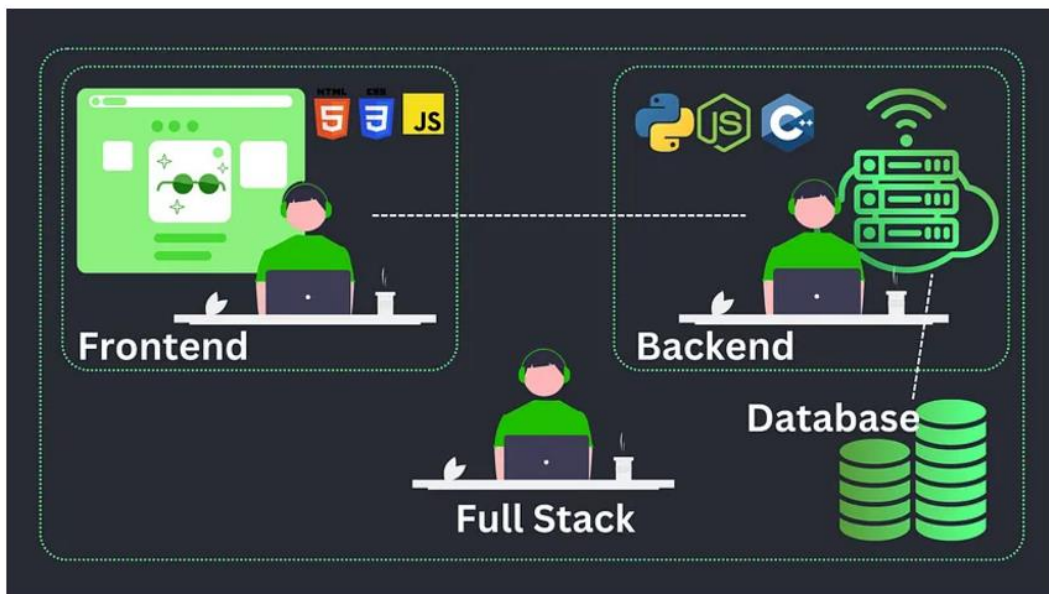 HTML
5
CSS
3
JS
JS
C++
Frontend
Backend
Database
Full Stack